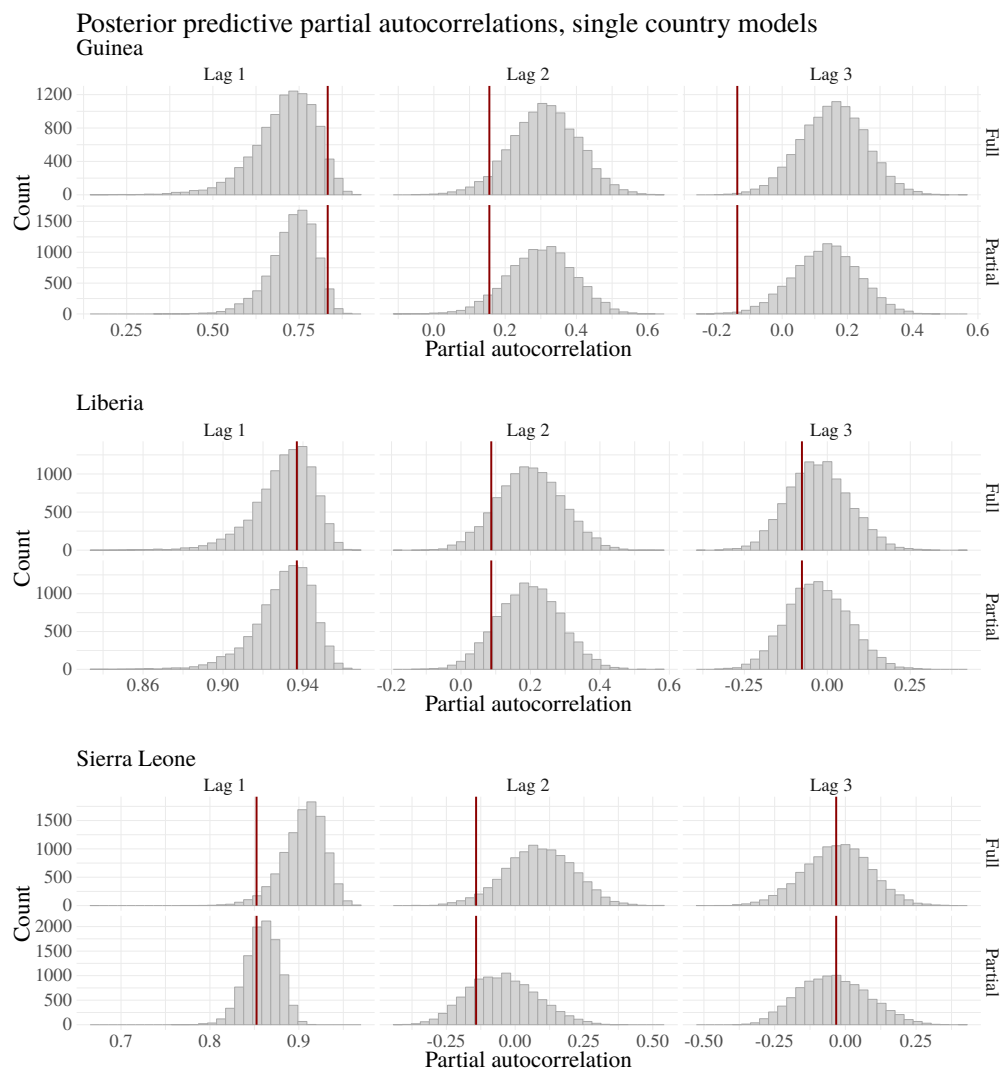 Posterior predictive partial autocorrelations, single country models
Guinea
Lag 1 Lag 2 Lag 3
1200
800
400
0
Full
Count
1500
1000
500
0
Partial
0.25 0.50 0.75 0.0 0.2 0.4 0.6 -0.2 0.0 0.2 0.4 0.6
Partial autocorrelation
Liberia
Lag 1 Lag 2 Lag 3
1000
500
0
Full
Count
1000
500
0
Partial
0.86 0.90 0.94 -0.2 0.0 0.2 0.4 0.6 -0.25 0.00 0.25
Partial autocorrelation
Sierra Leone
Lag 1 Lag 2 Lag 3
1500
1000
500
0
Full
Count
2000
1500
1000
500
0
Partial
0.7 0.8 0.9 -0.25 0.00 0.25 0.50 -0.50 -0.25 0.00 0.25
Partial autocorrelation